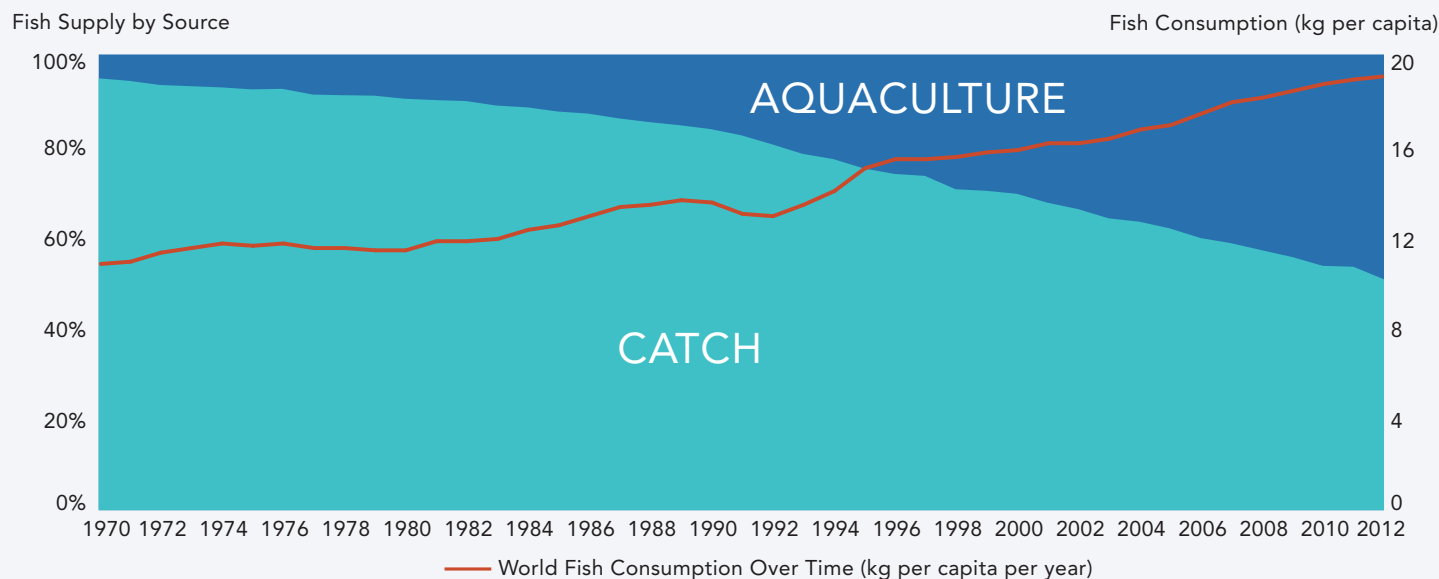 Fish Supply by Source
Fish Consumption (kg per capita)
100%
80%
60%
40%
20%
0%
20
16
12
8
4
0
AQUACULTURE
CATCH
1970 1972 1974 1976 1978 1980 1982 1984 1986 1988 1990 1992 1994 1996 1998 2000 2002 2004 2006 2008 2010 2012
World Fish Consumption Over Time (kg per capita per year)